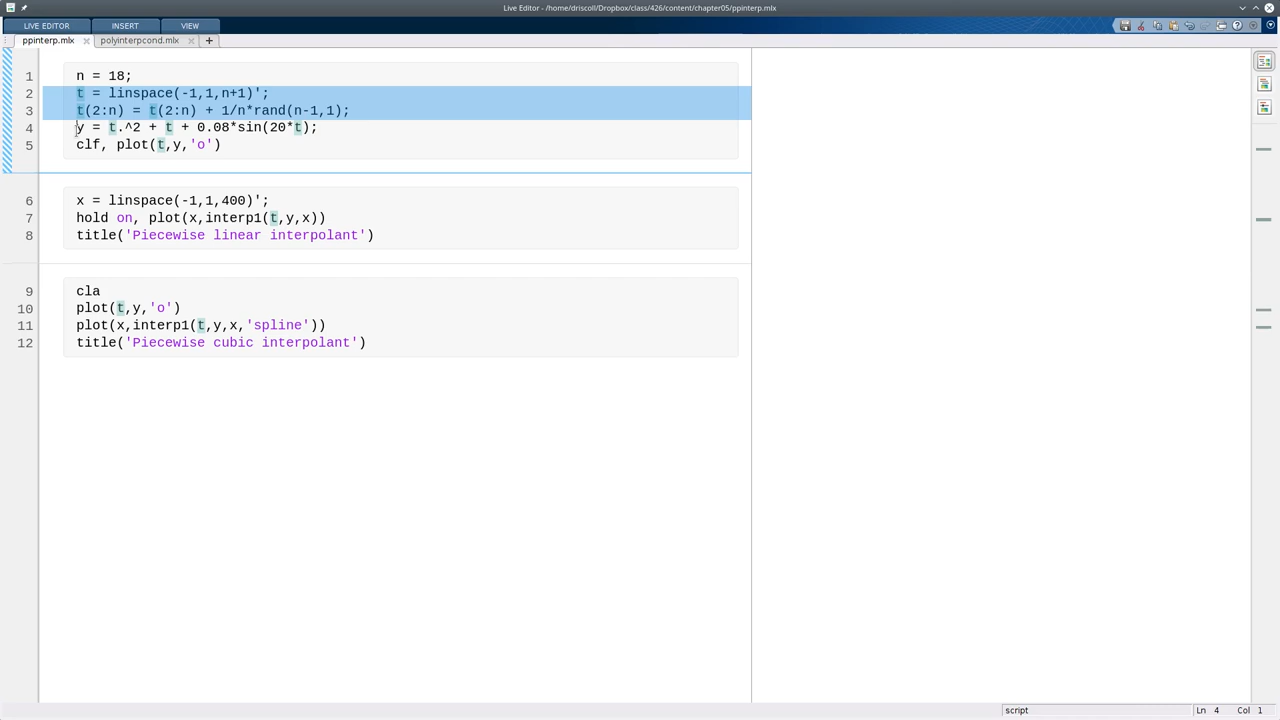 Live Editor - /home/driscoll/Dropbox/class/426/content/chapter05/ppinterp.mlx
LIVE EDITOR INSERT VIEW
ppinterp.mlx polyinterpcond.mlx
1 n = 18;
2 t = linspace(-1,1,n+1)';
3 t(2:n) = t(2:n) + 1/n*rand(n-1,1);
4 y = t.^2 + t + 0.08*sin(20*t);
5 clf, plot(t,y,'o')
6 x = linspace(-1,1,400)';
7 hold on, plot(x,interp1(t,y,x))
8 title('Piecewise linear interpolant')
9 cla
10 plot(t,y,'o')
11 plot(x,interp1(t,y,x,'spline'))
12 title('Piecewise cubic interpolant')
script Ln 4 Col 1